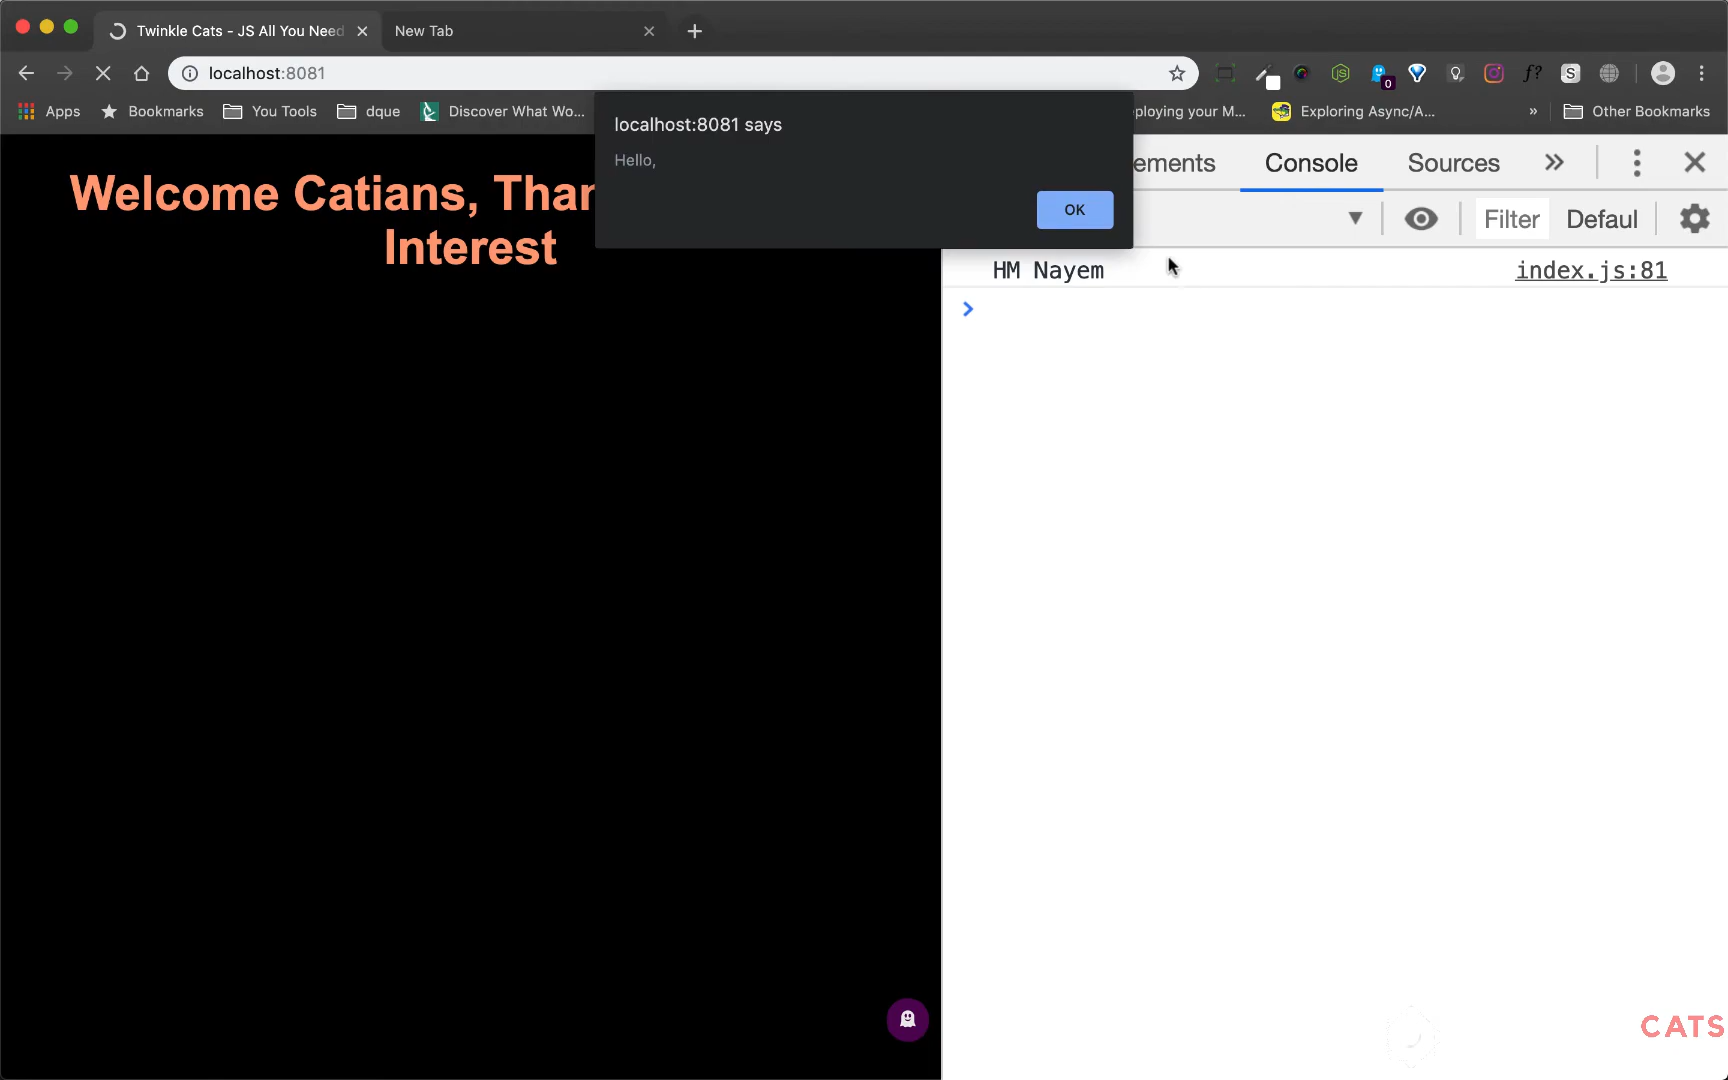 Twinkle Cats - JS All You Need
New Tab
localhost:8081
0
f?
S
Apps
Bookmarks
You Tools
dque
Discover What Wo...
ploying your M...
Exploring Async/A...
»
Other Bookmarks
localhost:8081 says
Hello,
OK
Welcome Catians, Than
Interest
ements
Console
Sources
Filter
Defaul
HM Nayem
index.js:81
CATS